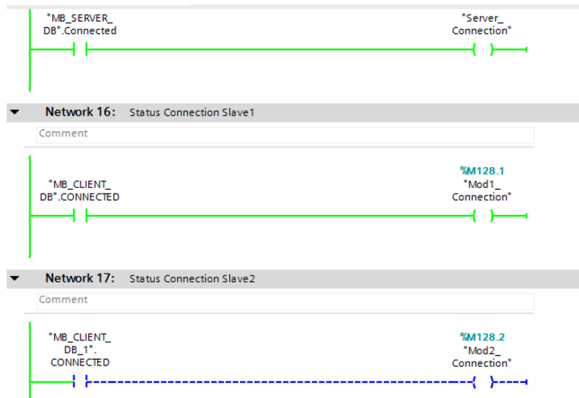 "MB_SERVER_
DB".Connected
"Server_
Connection"
Network 16: Status Connection Slave1
Comment
"MB_CLIENT_
DB".CONNECTED
%M128.1
"Mod1_
Connection"
Network 17: Status Connection Slave2
Comment
"MB_CLIENT_
DB_1".
CONNECTED
%M128.2
"Mod2_
Connection"